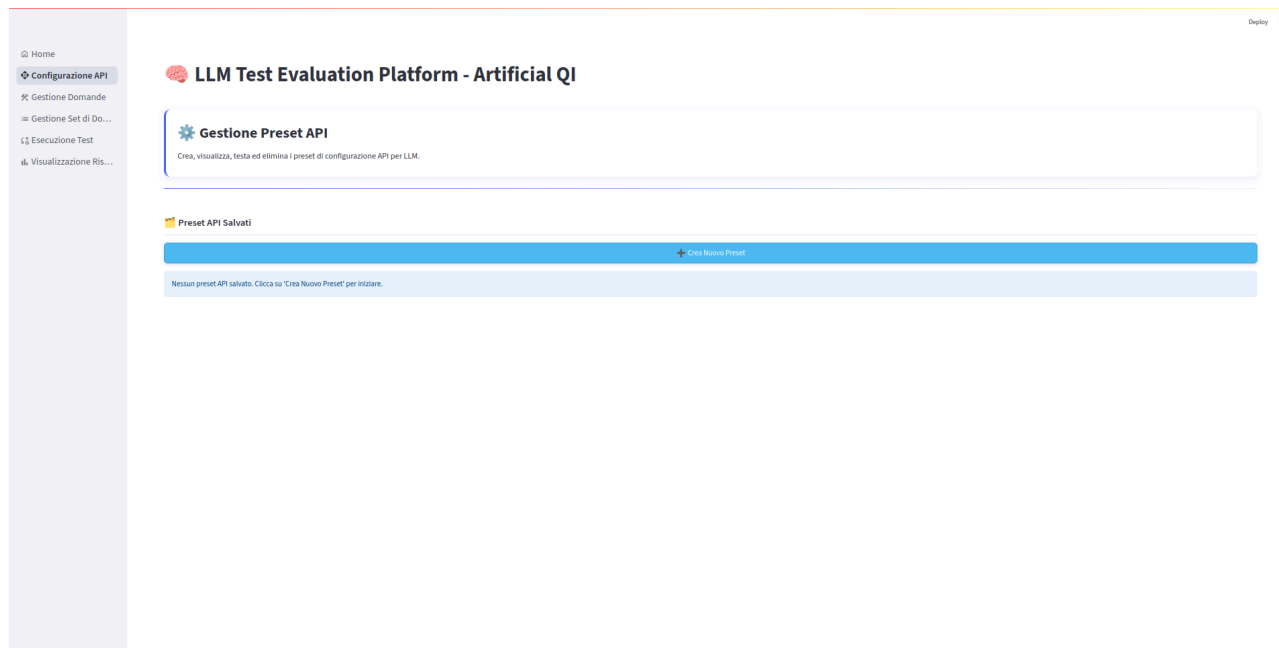 Deploy
Home
Configurazione API
Gestione Domande
Gestione Set di Do...
Esecuzione Test
Visualizzazione Ris...
LLM Test Evaluation Platform - Artificial QI
Gestione Preset API
Crea, visualizza, testa ed elimina i preset di configurazione API per LLM.
Preset API Salvati
Crea Nuovo Preset
Nessun preset API salvato. Clicca su 'Crea Nuovo Preset' per iniziare.